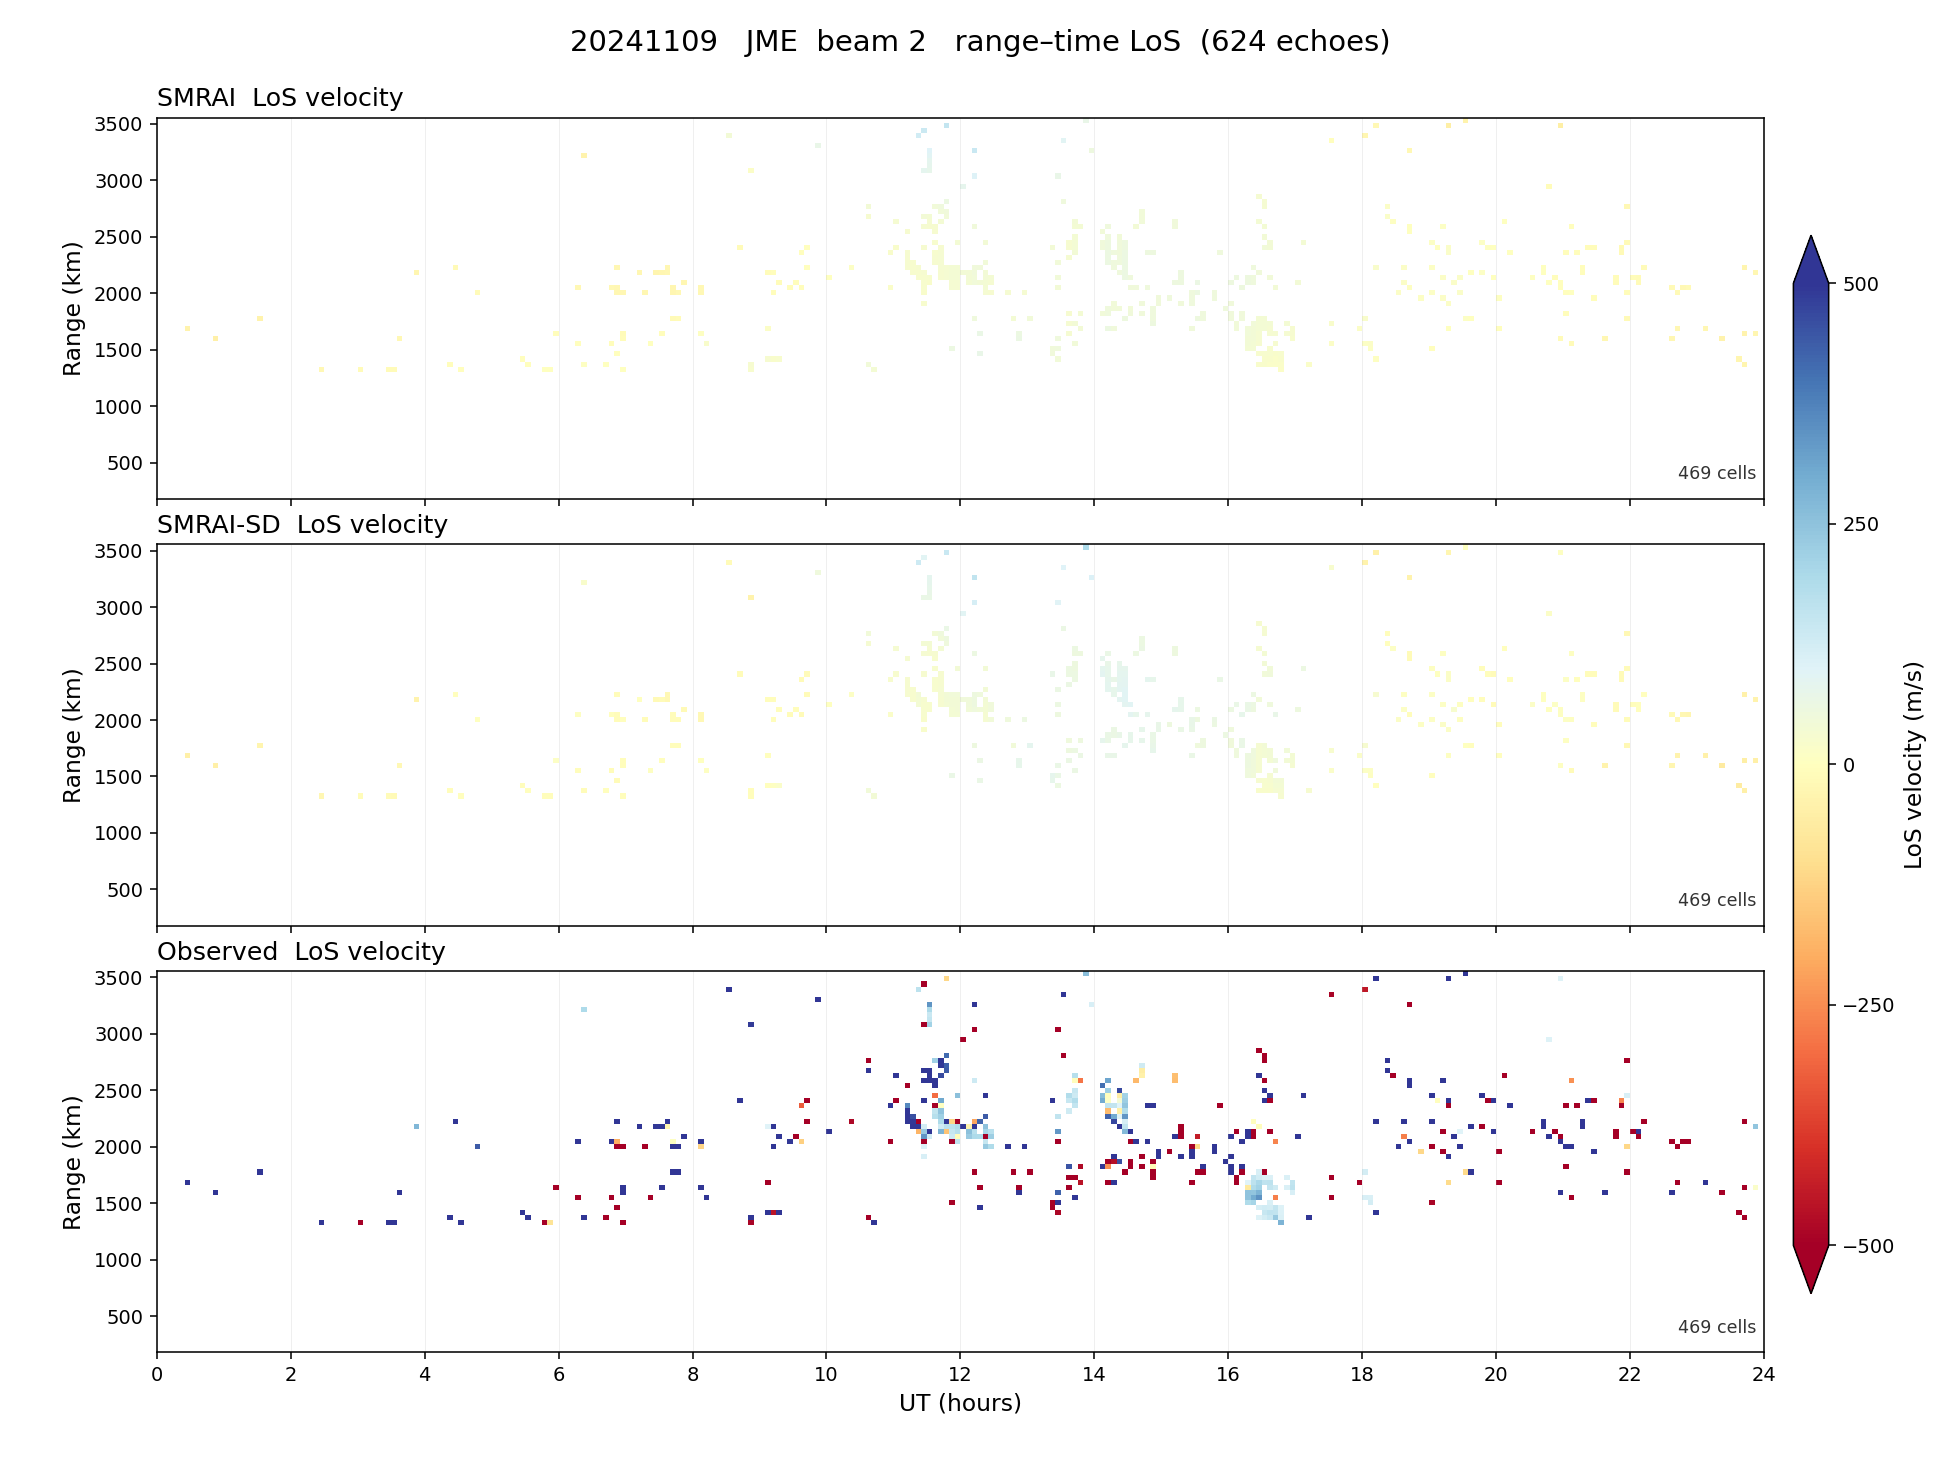 20241109   JME  beam 2   range–time LoS  (624 echoes)
SMRAI  LoS velocity
3500
3000
2500
2000
1500
1000
500
Range (km)
469 cells
SMRAI-SD  LoS velocity
3500
3000
2500
2000
1500
1000
500
Range (km)
469 cells
Observed  LoS velocity
3500
3000
2500
2000
1500
1000
500
Range (km)
469 cells
0 2 4 6 8 10 12 14 16 18 20 22 24
UT (hours)
500
250
0
−250
−500
LoS velocity (m/s)